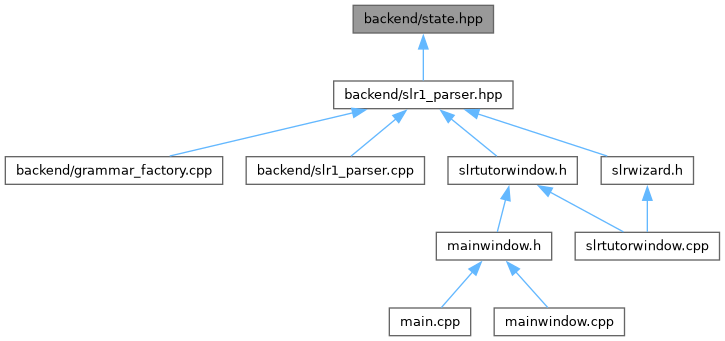 backend/state.hpp
backend/slr1_parser.hpp
backend/grammar_factory.cpp
backend/slr1_parser.cpp
slrtutorwindow.h
slrwizard.h
mainwindow.h
slrtutorwindow.cpp
main.cpp
mainwindow.cpp